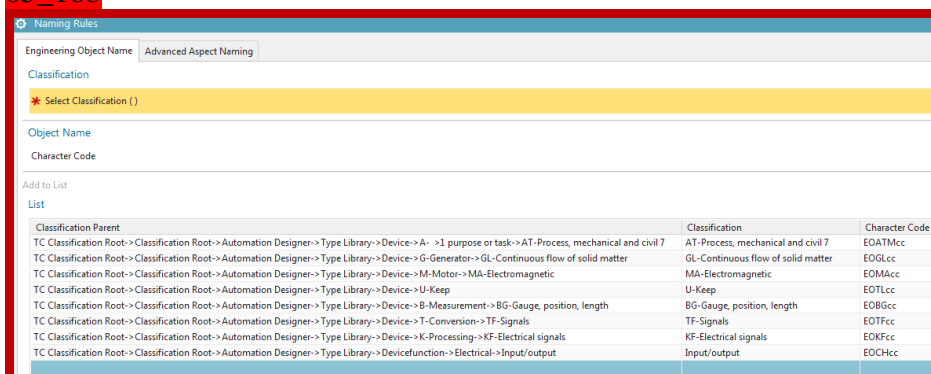 Naming Rules
Engineering Object Name Advanced Aspect Naming
Classification
* Select Classification ( )
Object Name
Character Code
Add to List
List
Classification Parent Classification Character Code
TC Classification Root->Classification Root->Automation Designer->Type Library->Device->A- >1 purpose or task->AT-Process, mechanical and civil 7 AT-Process, mechanical and civil 7 EOATMcc
TC Classification Root->Classification Root->Automation Designer->Type Library->Device->G-Generator->GL-Continuous flow of solid matter GL-Continuous flow of solid matter EOGLcc
TC Classification Root->Classification Root->Automation Designer->Type Library->Device->M-Motor->MA-Electromagnetic MA-Electromagnetic EOMAcc
TC Classification Root->Classification Root->Automation Designer->Type Library->Device->U-Keep U-Keep EOTLcc
TC Classification Root->Classification Root->Automation Designer->Type Library->Device->B-Measurement->BG-Gauge, position, length BG-Gauge, position, length EOBGcc
TC Classification Root->Classification Root->Automation Designer->Type Library->Device->T-Conversion->TF-Signals TF-Signals EOTFcc
TC Classification Root->Classification Root->Automation Designer->Type Library->Device->K-Processing->KF-Electrical signals KF-Electrical signals EOKFcc
TC Classification Root->Classification Root->Automation Designer->Type Library->Devicefunction->Electrical->Input/output Input/output EOCHcc